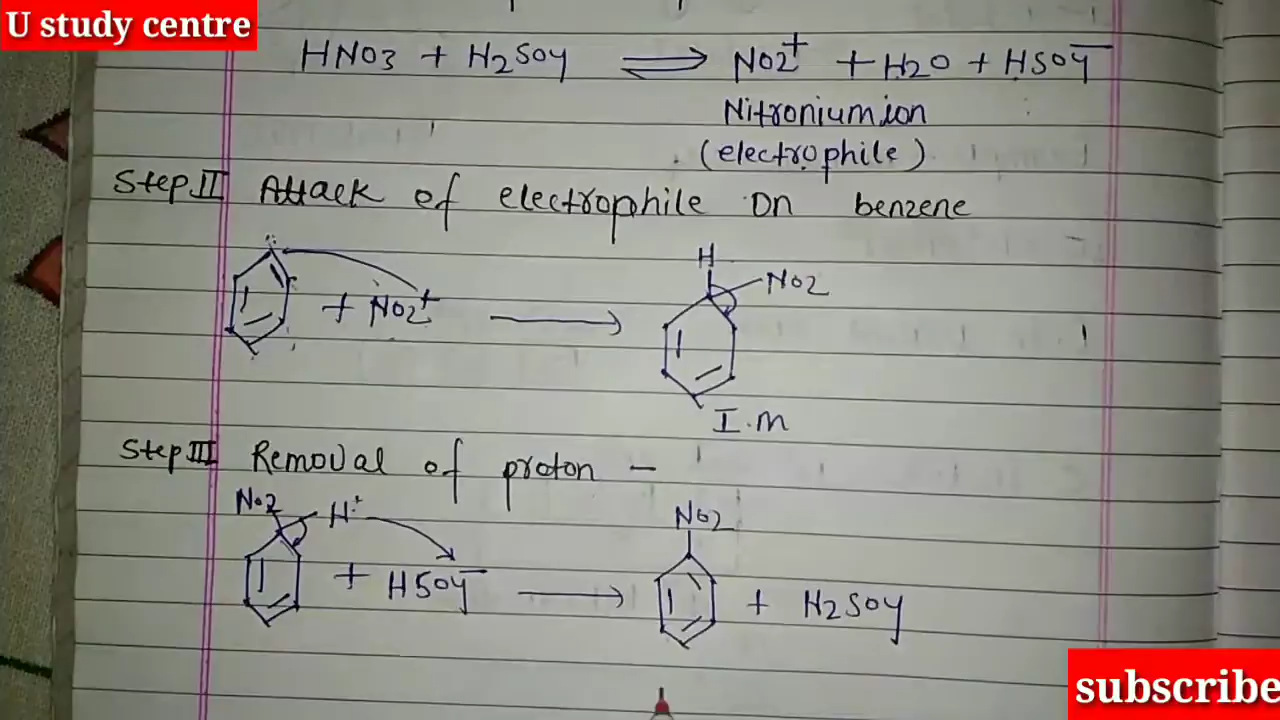 U study centre
HNO3 + H2SO4 ⇌ NO2+ + H2O + HSO4-
Nitronium ion
(electrophile)
Step II Attack of electrophile on benzene
+ NO2+ → H NO2
I.M
Step III Removal of proton -
NO2 H + HSO4- → NO2 + H2SO4
subscribe